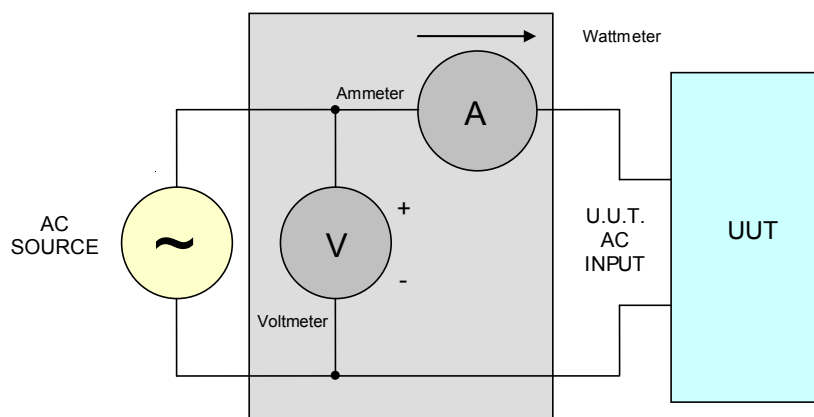 Wattmeter
Ammeter
A
AC
SOURCE
~
V
+
-
U.U.T.
AC
INPUT
UUT
Voltmeter